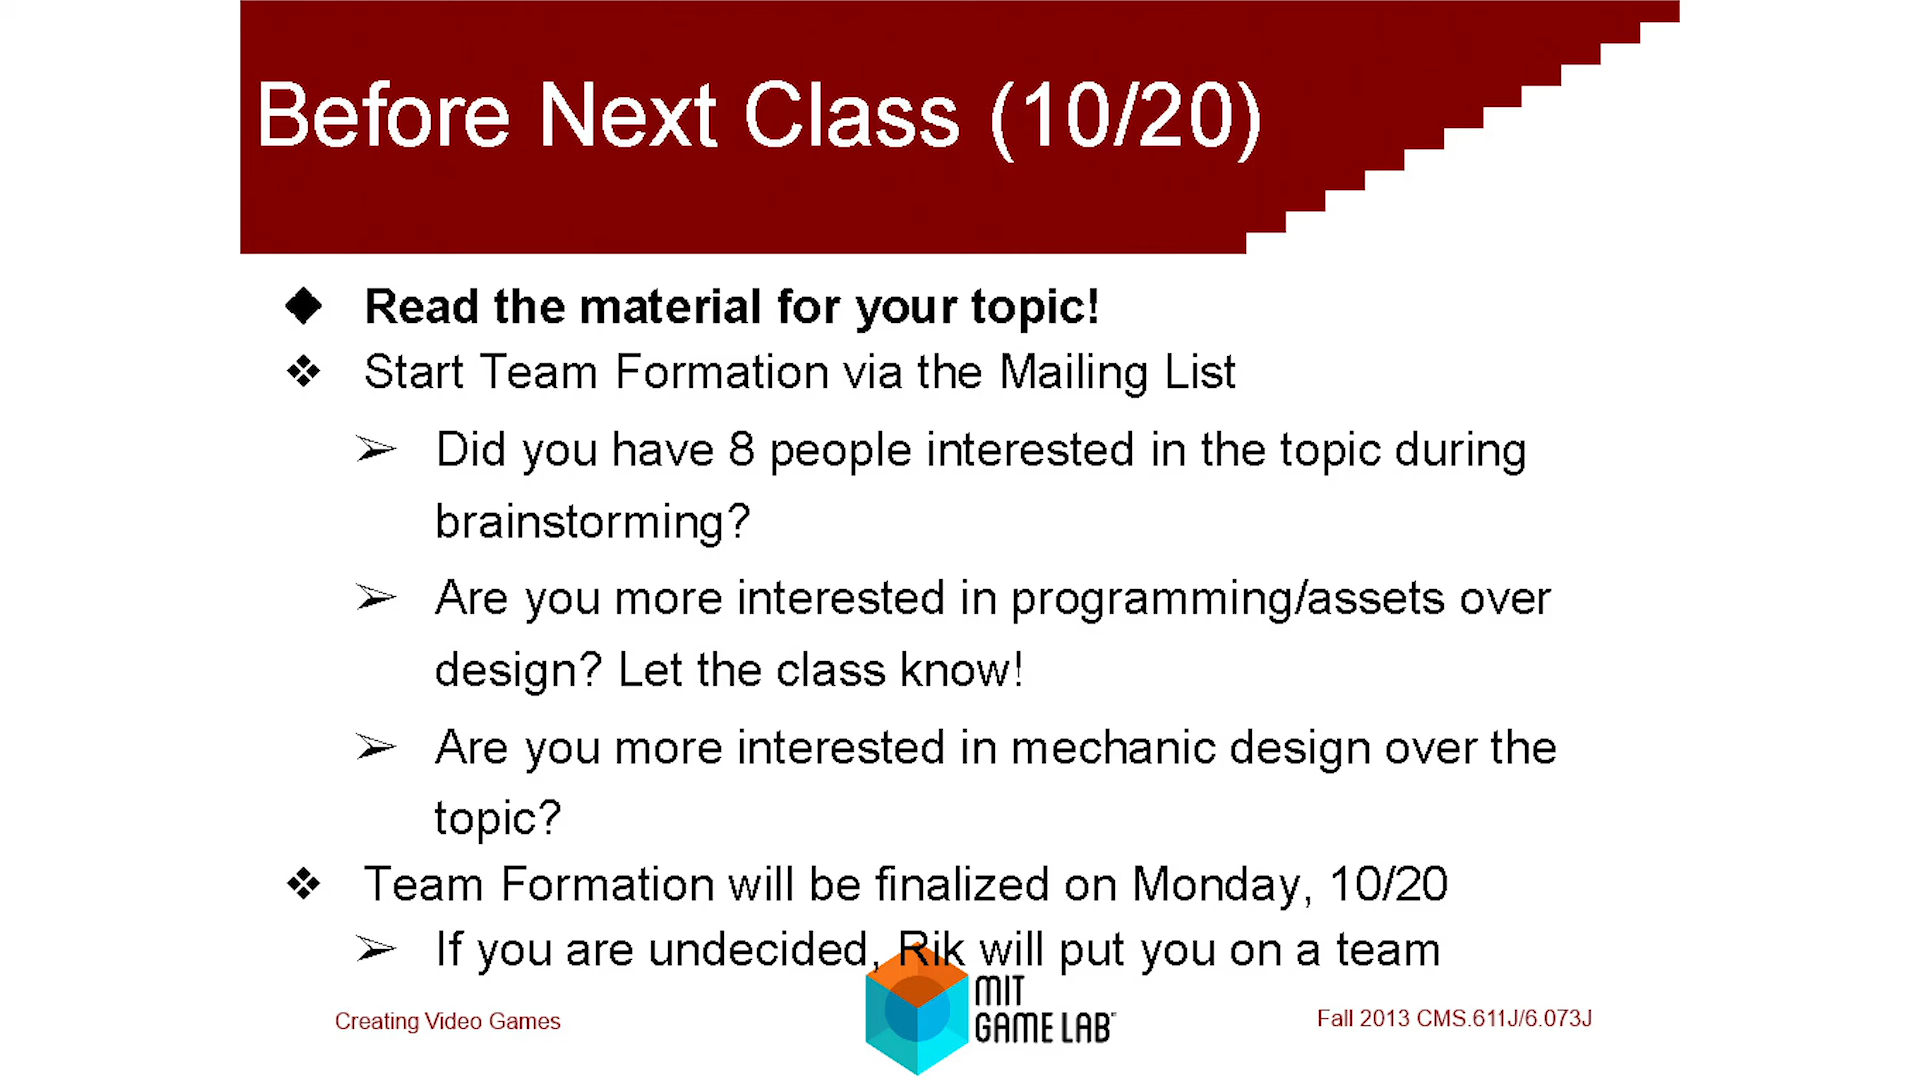 Before Next Class (10/20)
◆ Read the material for your topic!
❖ Start Team Formation via the Mailing List
➢ Did you have 8 people interested in the topic during
brainstorming?
➢ Are you more interested in programming/assets over
design? Let the class know!
➢ Are you more interested in mechanic design over the
topic?
❖ Team Formation will be finalized on Monday, 10/20
➢ If you are undecided, Rik will put you on a team
Creating Video Games
MIT
GAME LAB™
Fall 2013 CMS.611J/6.073J